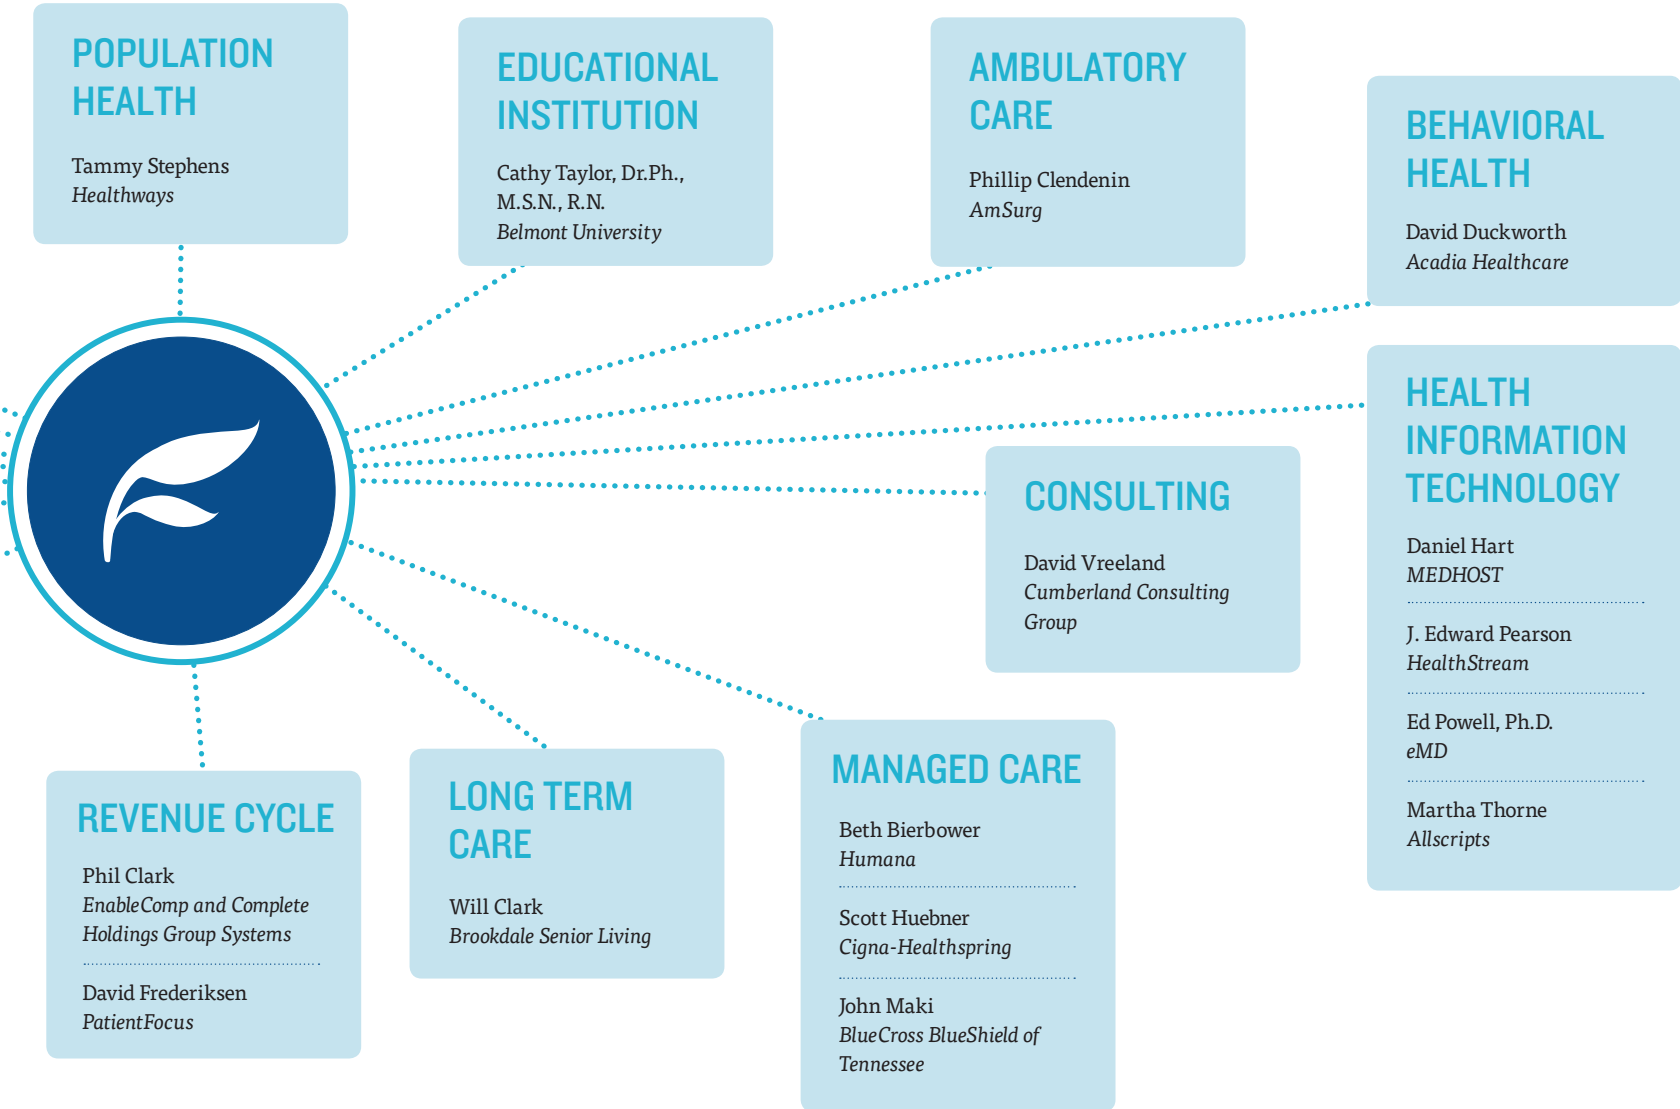 POPULATION
HEALTH
Tammy Stephens
Healthways
EDUCATIONAL
INSTITUTION
Cathy Taylor, Dr.Ph.,
M.S.N., R.N.
Belmont University
AMBULATORY
CARE
Phillip Clendenin
AmSurg
BEHAVIORAL
HEALTH
David Duckworth
Acadia Healthcare
HEALTH
INFORMATION
TECHNOLOGY
Daniel Hart
MEDHOST
J. Edward Pearson
HealthStream
Ed Powell, Ph.D.
eMD
Martha Thorne
Allscripts
CONSULTING
David Vreeland
Cumberland Consulting
Group
MANAGED CARE
Beth Bierbower
Humana
Scott Huebner
Cigna-Healthspring
John Maki
BlueCross BlueShield of
Tennessee
LONG TERM
CARE
Will Clark
Brookdale Senior Living
REVENUE CYCLE
Phil Clark
EnableComp and Complete
Holdings Group Systems
David Frederiksen
PatientFocus